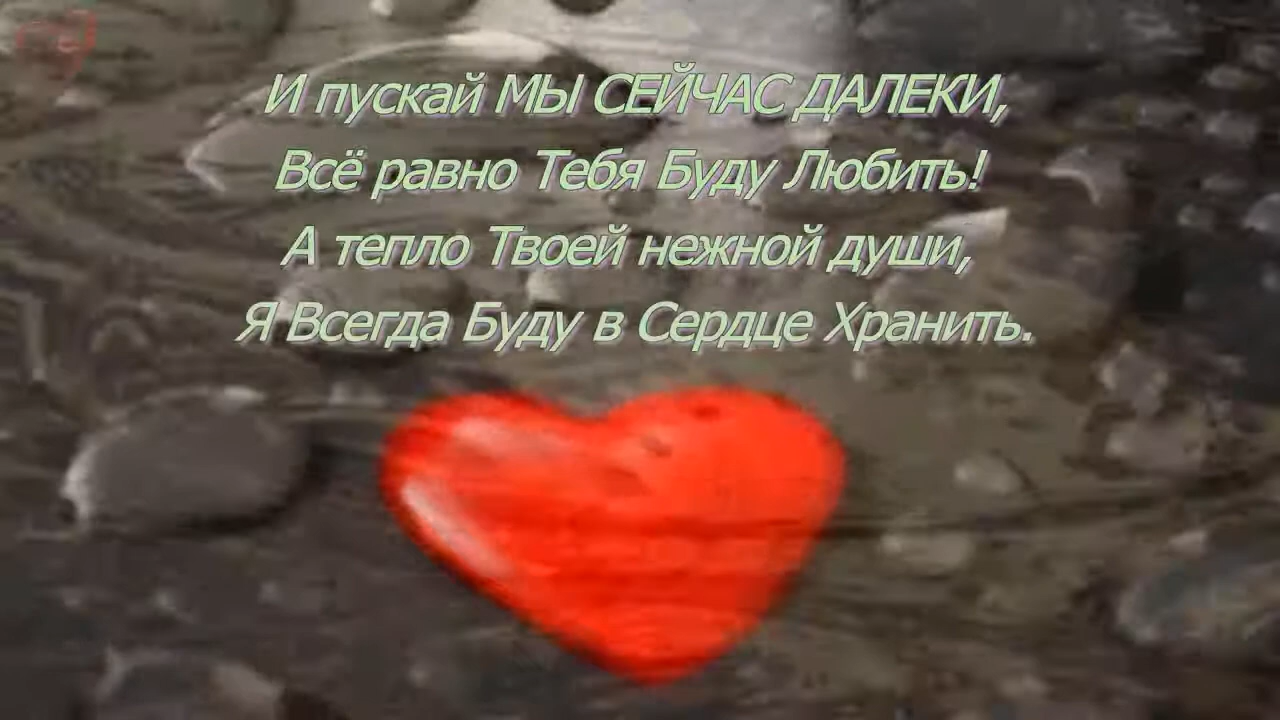 И пускай МЫ СЕЙЧАС ДАЛЕКИ,
Всё равно Тебя Буду Любить!
А тепло Твоей нежной души,
Я Всегда Буду в Сердце Хранить.